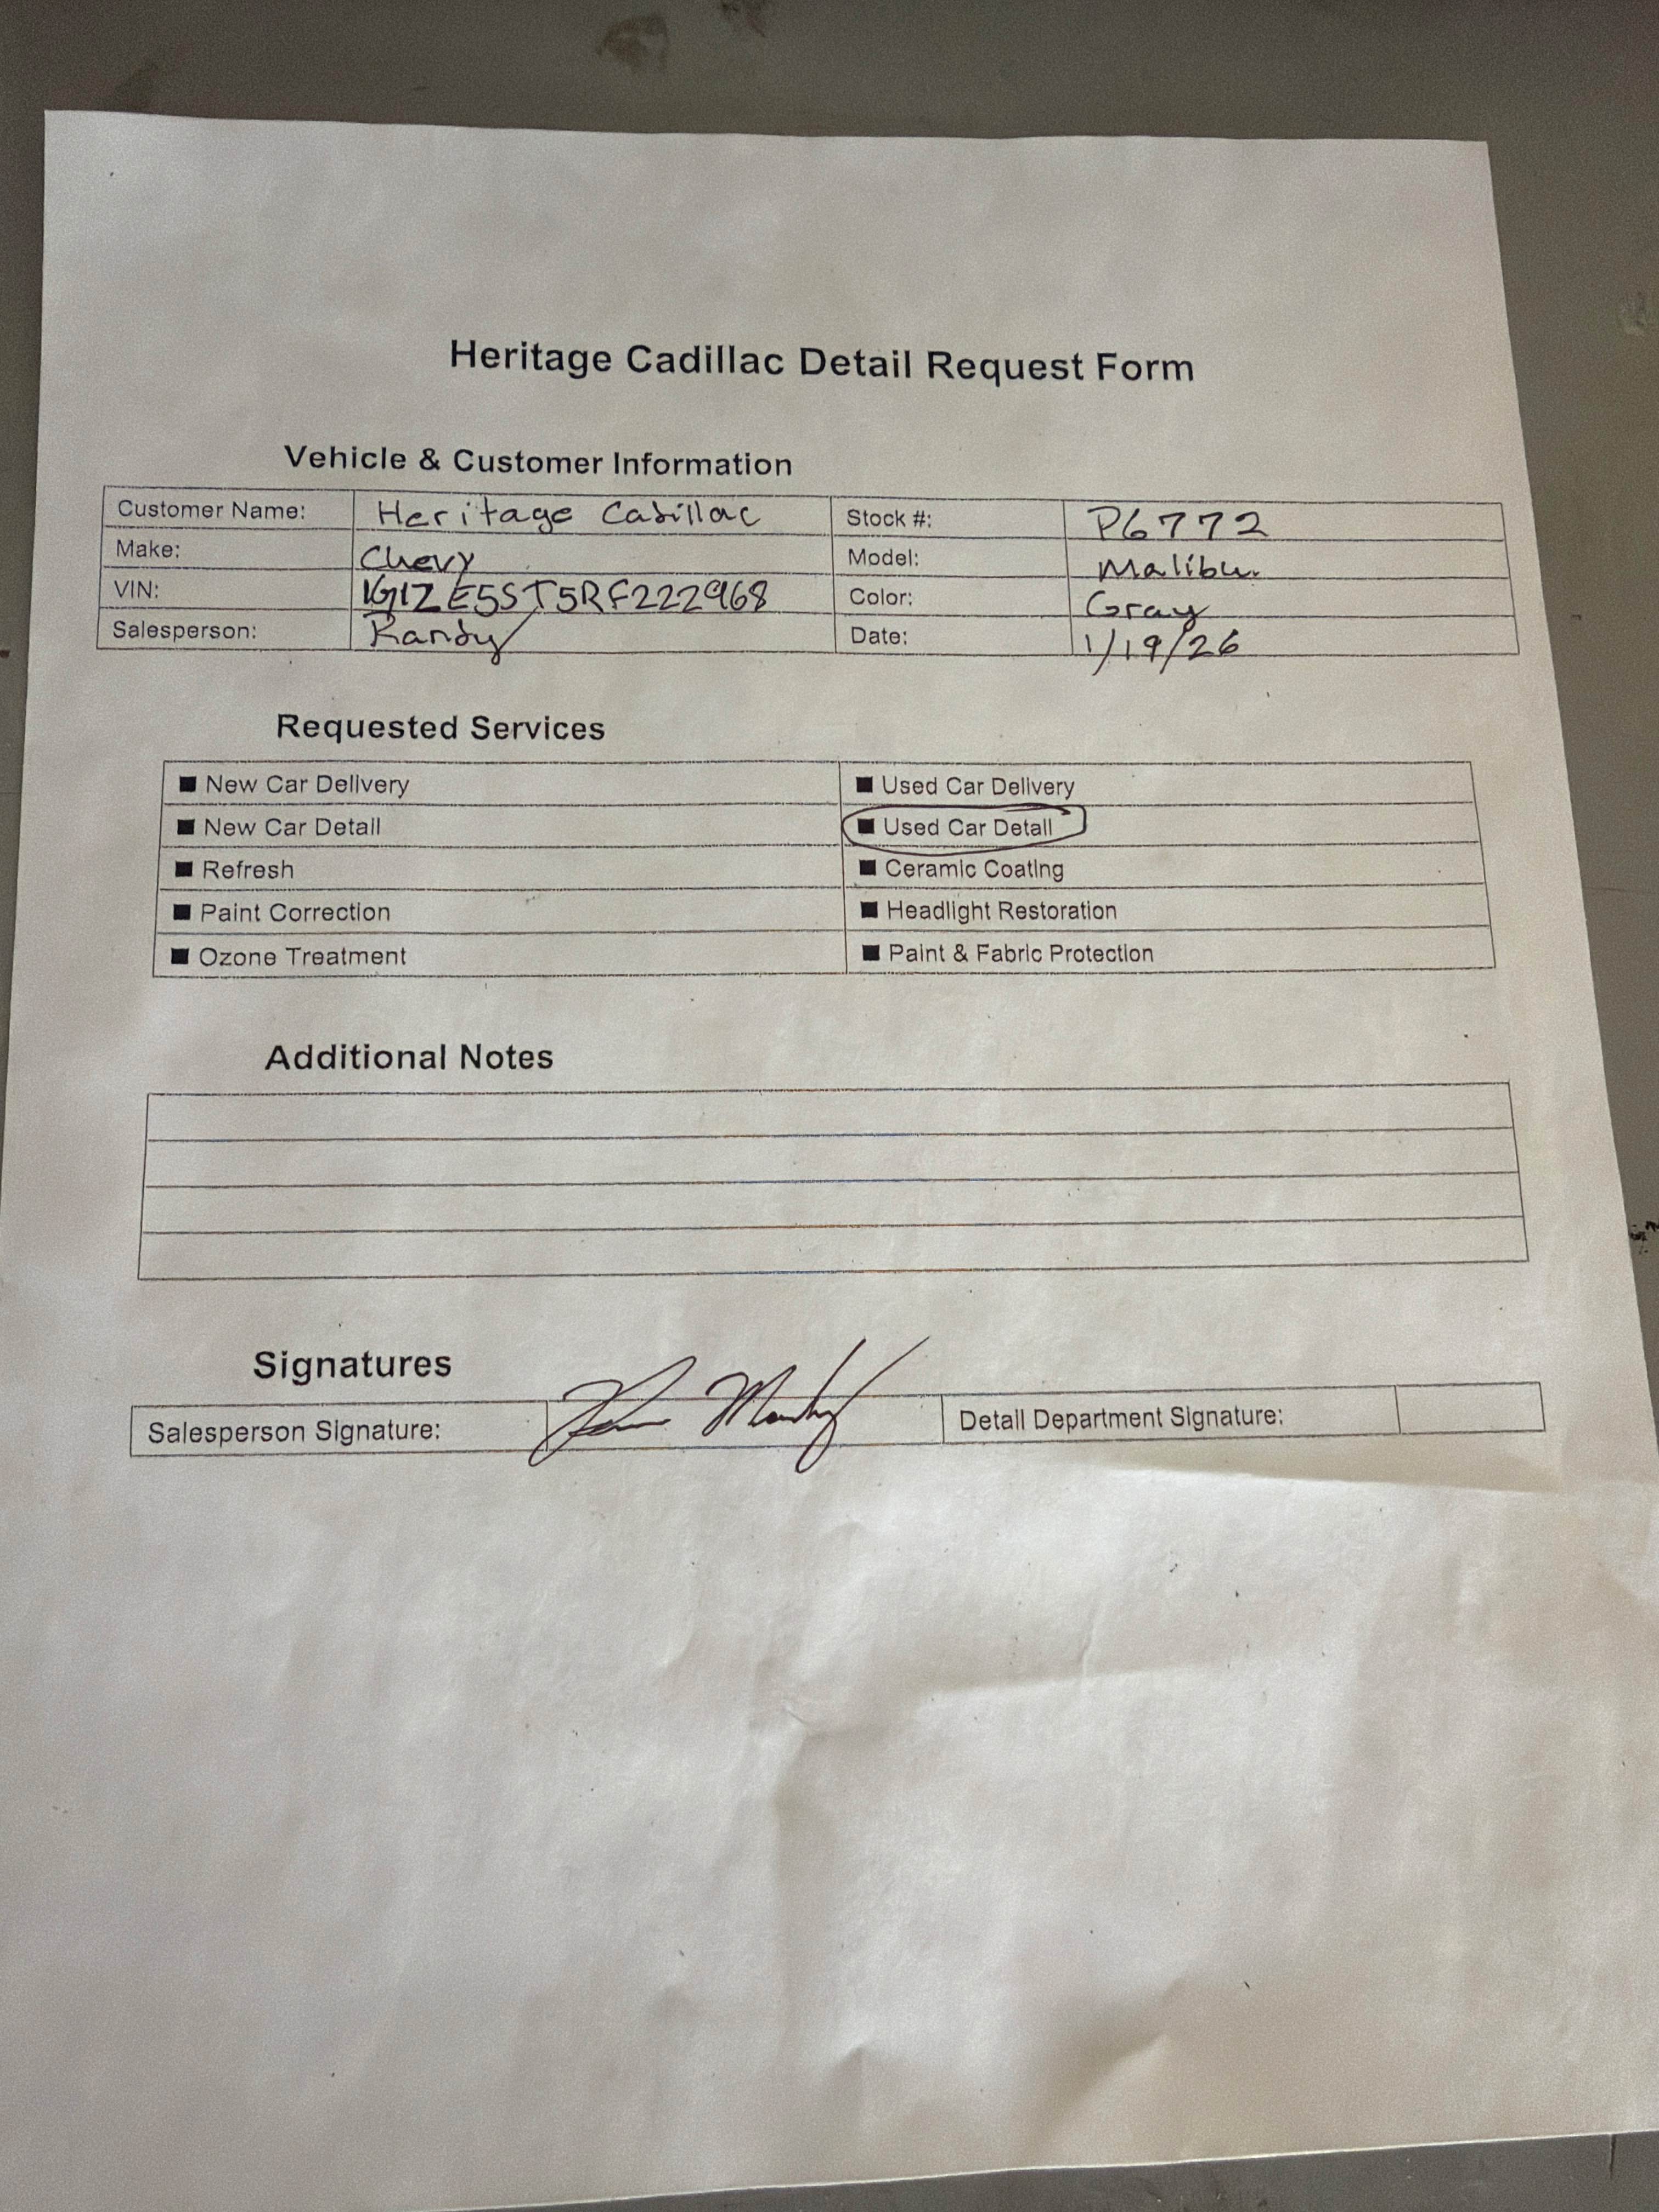 Heritage Cadillac Detail Request Form
Vehicle & Customer Information
Customer Name: Heritage Cadillac Stock #: P6772
Make: Chevy Model: Malibu
VIN: 1G1ZE5ST5RF222968 Color: Gray
Salesperson: Randy Date: 1/19/26
Requested Services
■ New Car Delivery ■ Used Car Delivery
■ New Car Detail ■ Used Car Detail
■ Refresh ■ Ceramic Coating
■ Paint Correction ■ Headlight Restoration
■ Ozone Treatment ■ Paint & Fabric Protection
Additional Notes
Signatures
Salesperson Signature: Detail Department Signature: